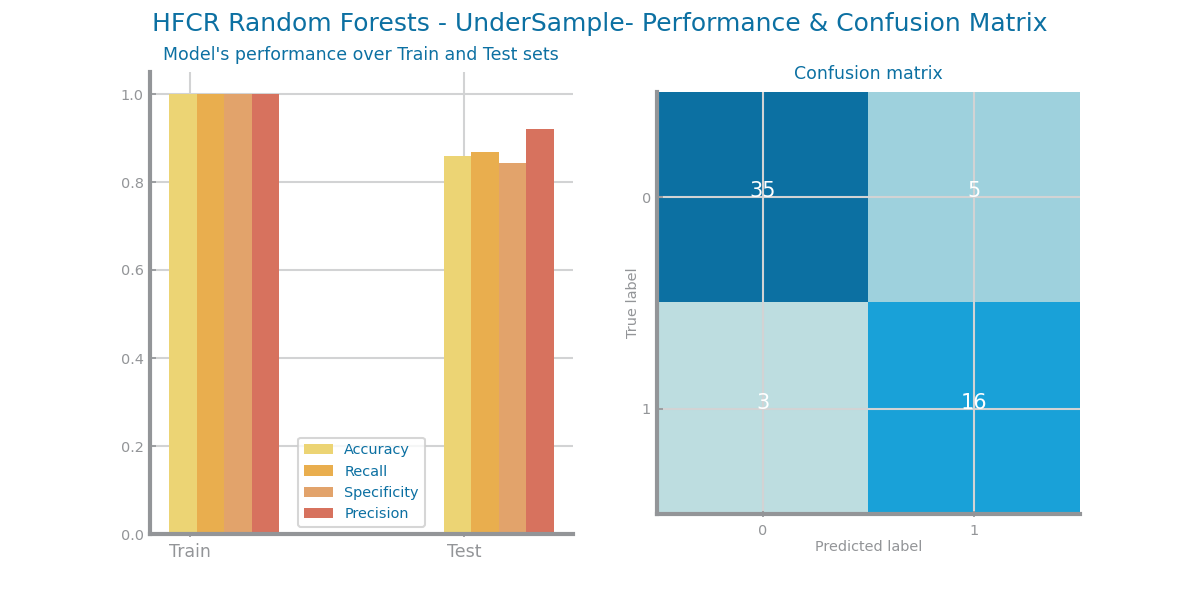 HFCR Random Forests - UnderSample- Performance & Confusion Matrix
Model's performance over Train and Test sets
1.0
0.8
0.6
0.4
0.2
0.0
Train
Test
Accuracy
Recall
Specificity
Precision
Confusion matrix
True label
0
1
35
5
3
16
0
1
Predicted label